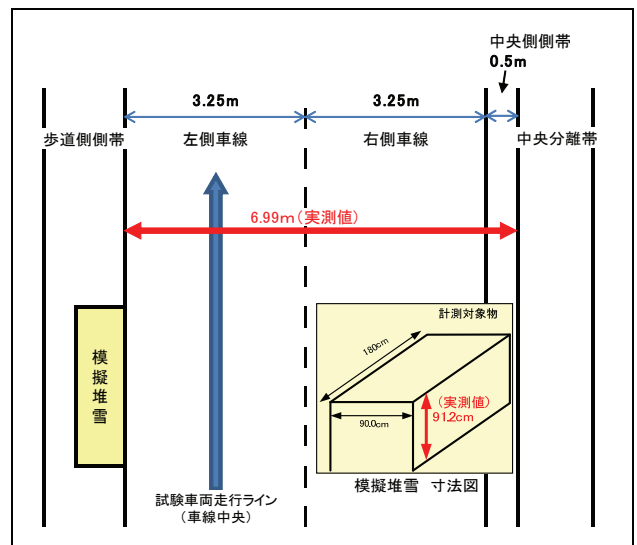 中央側側帯
0.5m
3.25m
3.25m
歩道側側帯
左側車線
右側車線
中央分離帯
6.99m(実測値)
模擬堆雪
計測対象物
180cm
90.0cm
(実測値)
91.2cm
模擬堆雪 寸法図
試験車両走行ライン
(車線中央)